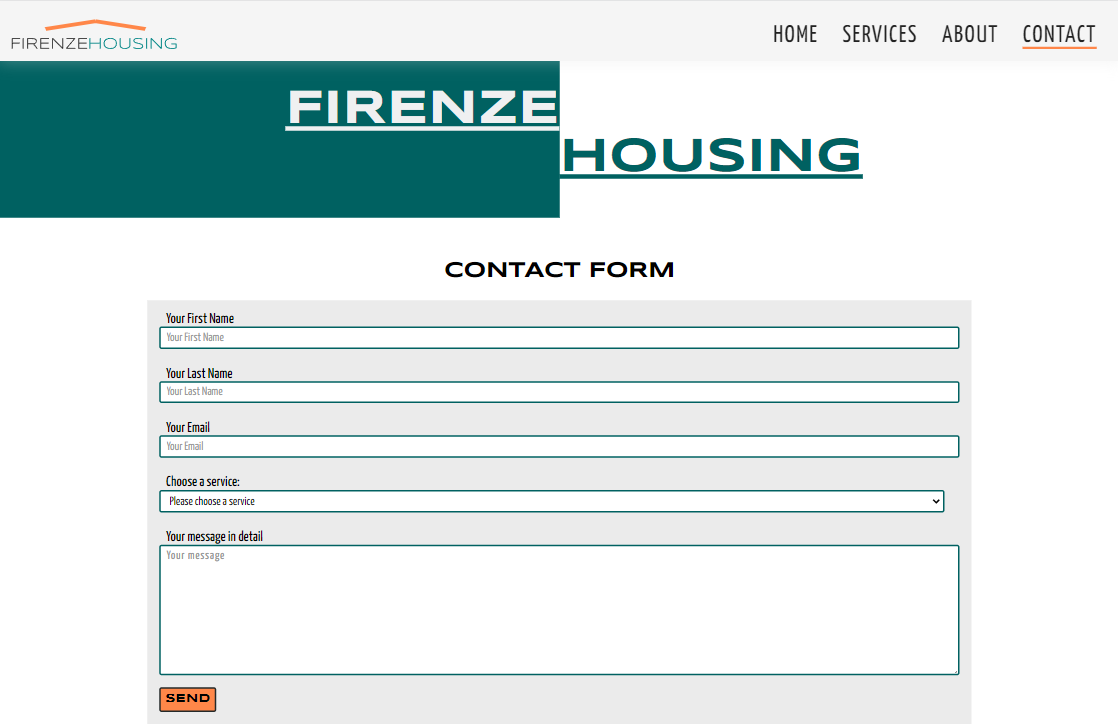 FIRENZEHOUSING
HOME SERVICES ABOUT CONTACT
FIRENZE
HOUSING
CONTACT FORM
Your First Name
Your First Name
Your Last Name
Your Last Name
Your Email
Your Email
Choose a service:
Please choose a service
Your message in detail
Your message
SEND